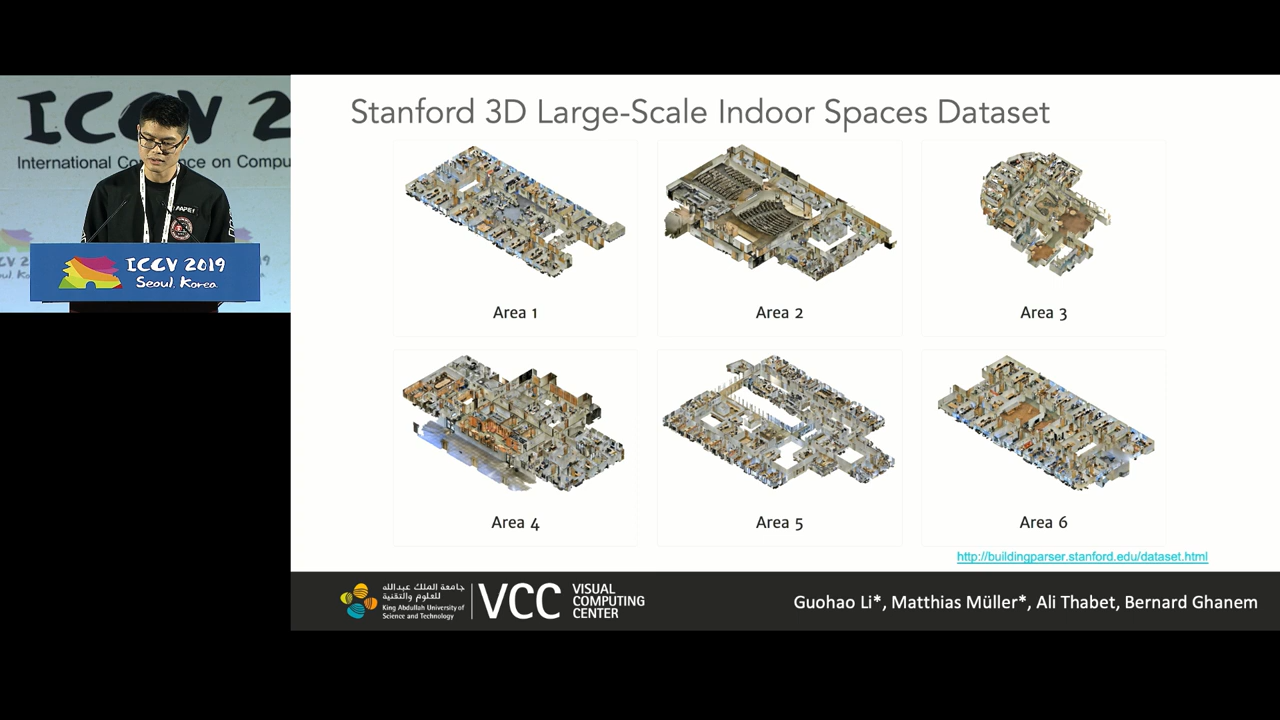 ICCV 2
International Co
ence on Compu
ICCV 2019
Seoul, Korea
Stanford 3D Large-Scale Indoor Spaces Dataset
Area 1
Area 2
Area 3
Area 4
Area 5
Area 6
http://buildingparser.stanford.edu/dataset.html
جامعة الملك عبدالله
للعلوم والتقنية
King Abdullah University of
Science and Technology
VCC
VISUAL
COMPUTING
CENTER
Guohao Li*, Matthias Müller*, Ali Thabet, Bernard Ghanem